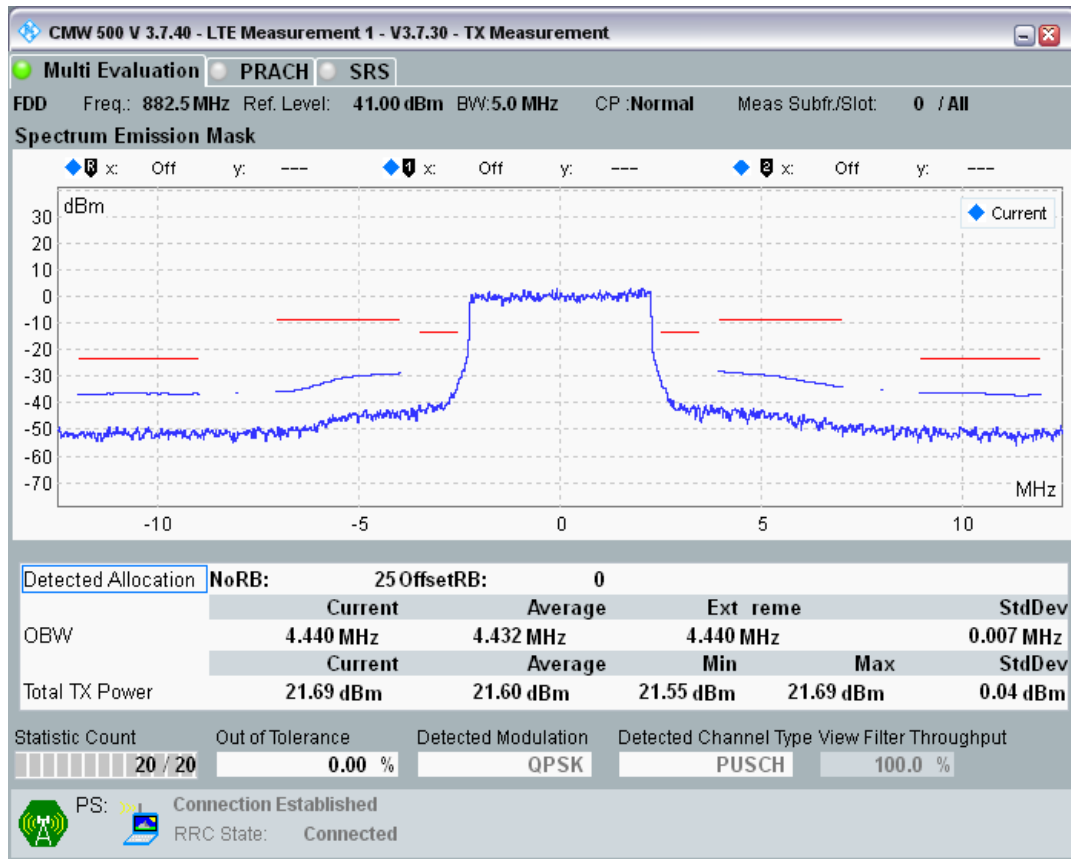 CMW 500 V 3.7.40 - LTE Measurement 1 - V3.7.30 - TX Measurement
Multi Evaluation PRACH SRS
FDD Freq.: 882.5 MHz Ref. Level: 41.00 dBm BW:5.0 MHz CP :Normal Meas Subfr./Slot: 0 / All
Spectrum Emission Mask
R x: Off y: --- 1 x: Off y: --- 2 x: Off y: ---
dBm
Current
30
20
10
0
-10
-20
-30
-40
-50
-60
-70
MHz
-10 -5 0 5 10
Detected Allocation NoRB: 25 OffsetRB: 0
Current Average Ext reme StdDev
OBW 4.440 MHz 4.432 MHz 4.440 MHz 0.007 MHz
Current Average Min Max StdDev
Total TX Power 21.69 dBm 21.60 dBm 21.55 dBm 21.69 dBm 0.04 dBm
Statistic Count Out of Tolerance Detected Modulation Detected Channel Type View Filter Throughput
20 / 20 0.00 % QPSK PUSCH 100.0 %
PS: Connection Established
RRC State: Connected